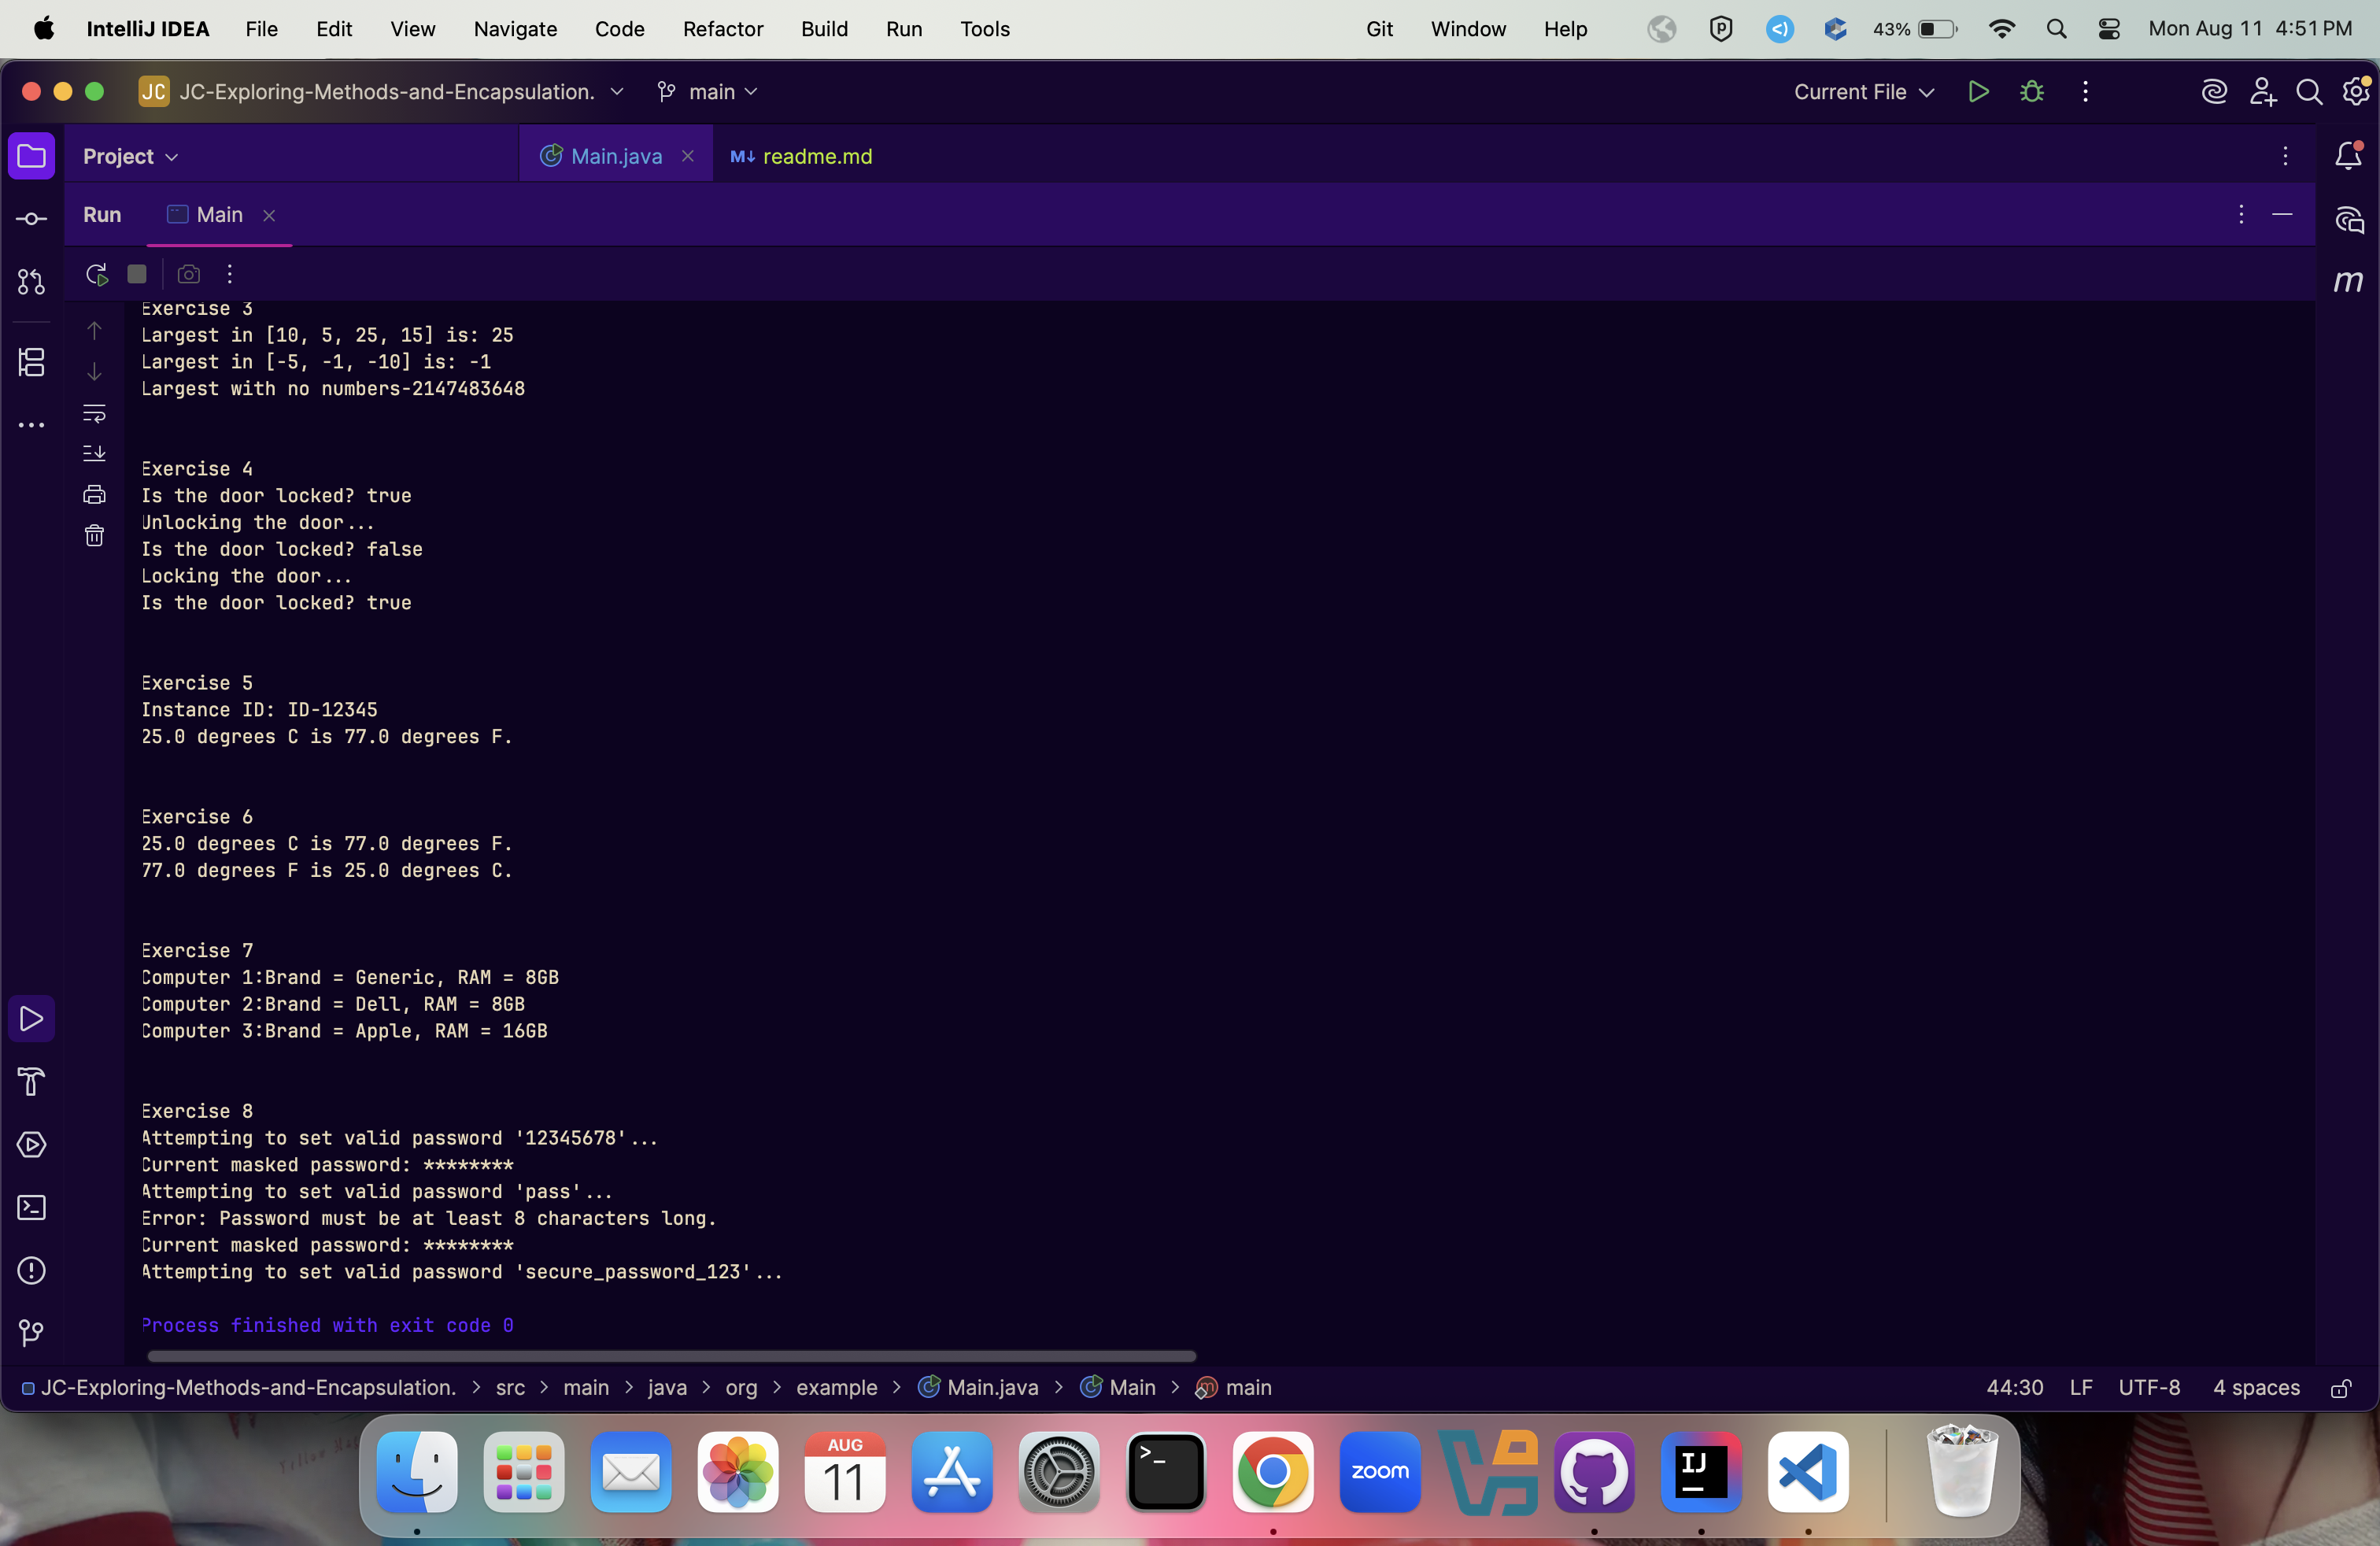 IntelliJ IDEA File Edit View Navigate Code Refactor Build Run Tools Git Window Help 43% Mon Aug 11 4:51 PM
JC JC-Exploring-Methods-and-Encapsulation. main Current File
Project Main.java M↓ readme.md
Run Main
m
Exercise 3
Largest in [10, 5, 25, 15] is: 25
Largest in [-5, -1, -10] is: -1
Largest with no numbers-2147483648
Exercise 4
Is the door locked? true
Unlocking the door...
Is the door locked? false
Locking the door...
Is the door locked? true
Exercise 5
Instance ID: ID-12345
25.0 degrees C is 77.0 degrees F.
Exercise 6
25.0 degrees C is 77.0 degrees F.
77.0 degrees F is 25.0 degrees C.
Exercise 7
Computer 1:Brand = Generic, RAM = 8GB
Computer 2:Brand = Dell, RAM = 8GB
Computer 3:Brand = Apple, RAM = 16GB
Exercise 8
Attempting to set valid password '12345678'...
Current masked password: ********
Attempting to set valid password 'pass'...
Error: Password must be at least 8 characters long.
Current masked password: ********
Attempting to set valid password 'secure_password_123'...
Process finished with exit code 0
JC-Exploring-Methods-and-Encapsulation. > src > main > java > org > example > Main.java > Main > m main 44:30 LF UTF-8 4 spaces
AUG
11
>_
zoom
IJ